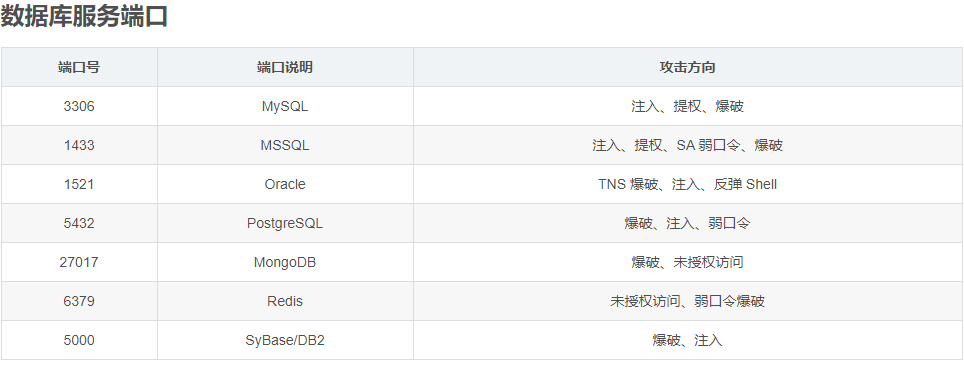 数据库服务端口
端口号 端口说明 攻击方向
3306 MySQL 注入、提权、爆破
1433 MSSQL 注入、提权、SA 弱口令、爆破
1521 Oracle TNS 爆破、注入、反弹 Shell
5432 PostgreSQL 爆破、注入、弱口令
27017 MongoDB 爆破、未授权访问
6379 Redis 未授权访问、弱口令爆破
5000 SyBase/DB2 爆破、注入